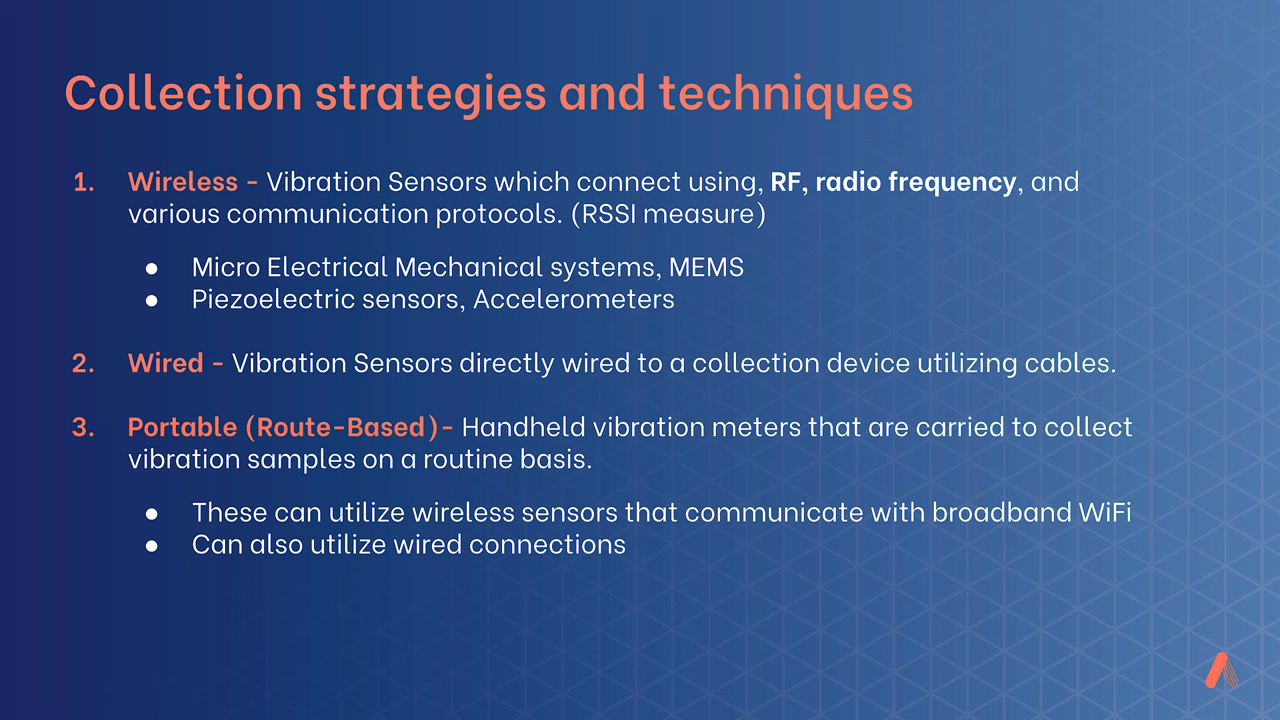 Collection strategies and techniques
1. Wireless - Vibration Sensors which connect using, RF, radio frequency, and
various communication protocols. (RSSI measure)
● Micro Electrical Mechanical systems, MEMS
● Piezoelectric sensors, Accelerometers
2. Wired - Vibration Sensors directly wired to a collection device utilizing cables.
3. Portable (Route-Based)- Handheld vibration meters that are carried to collect
vibration samples on a routine basis.
● These can utilize wireless sensors that communicate with broadband WiFi
● Can also utilize wired connections